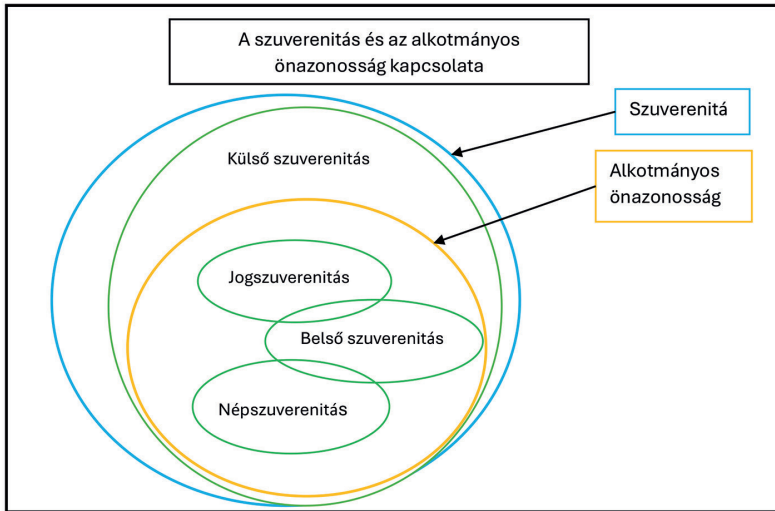 A szuverenitás és az alkotmányos
önazonosság kapcsolata
Szuverenitá
Külső szuverenitás
Alkotmányos
önazonosság
Jogszuverenitás
Belső szuverenitás
Népszuverenitás